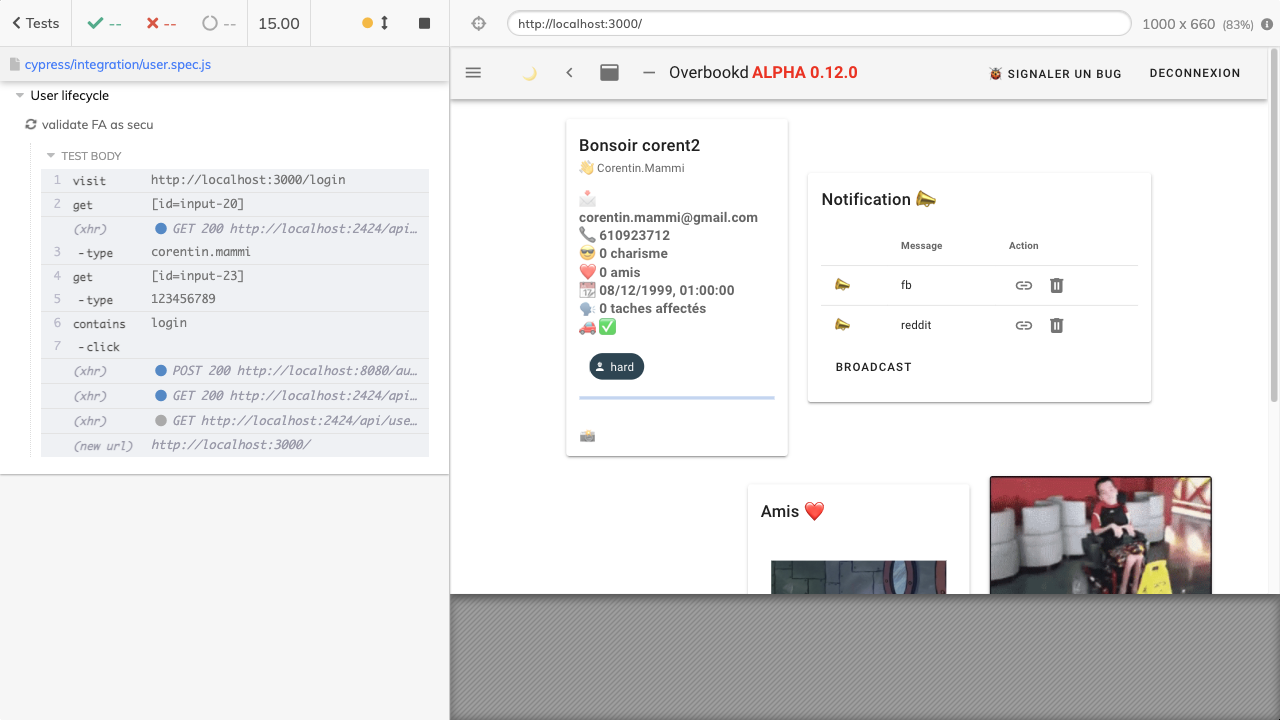 Tests
--
--
--
15.00
http://localhost:3000/
1000 x 660 (83%)
cypress/integration/user.spec.js
User lifecycle
validate FA as secu
TEST BODY
1 visit http://localhost:3000/login
2 get [id=input-20]
(xhr) GET 200 http://localhost:2424/api…
3 -type corentin.mammi
4 get [id=input-23]
5 -type 123456789
6 contains login
7 -click
(xhr) POST 200 http://localhost:8080/au…
(xhr) GET 200 http://localhost:2424/api…
(xhr) GET http://localhost:2424/api/use…
(new url) http://localhost:3000/
Overbookd ALPHA 0.12.0
SIGNALER UN BUG
DECONNEXION
Bonsoir corent2
👋 Corentin.Mammi
📩
corentin.mammi@gmail.com
📞 610923712
😎 0 charisme
❤️ 0 amis
📆 08/12/1999, 01:00:00
🗣️ 0 taches affectés
🚗 ✅
hard
📸
Notification 📣
Message Action
fb
reddit
BROADCAST
Amis ❤️